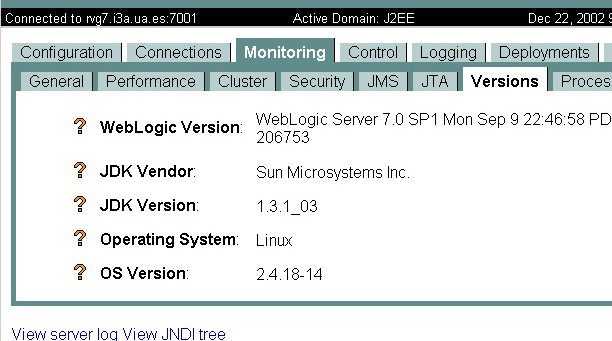 Connected to rvg7.i3a.ua.es:7001 Active Domain: J2EE Dec 22, 2002
Configuration Connections Monitoring Control Logging Deployments
General Performance Cluster Security JMS JTA Versions Proces
? WebLogic Version: WebLogic Server 7.0 SP1 Mon Sep 9 22:46:58 PD
206753
? JDK Vendor: Sun Microsystems Inc.
? JDK Version: 1.3.1_03
? Operating System: Linux
? OS Version: 2.4.18-14
View server log View JNDI tree